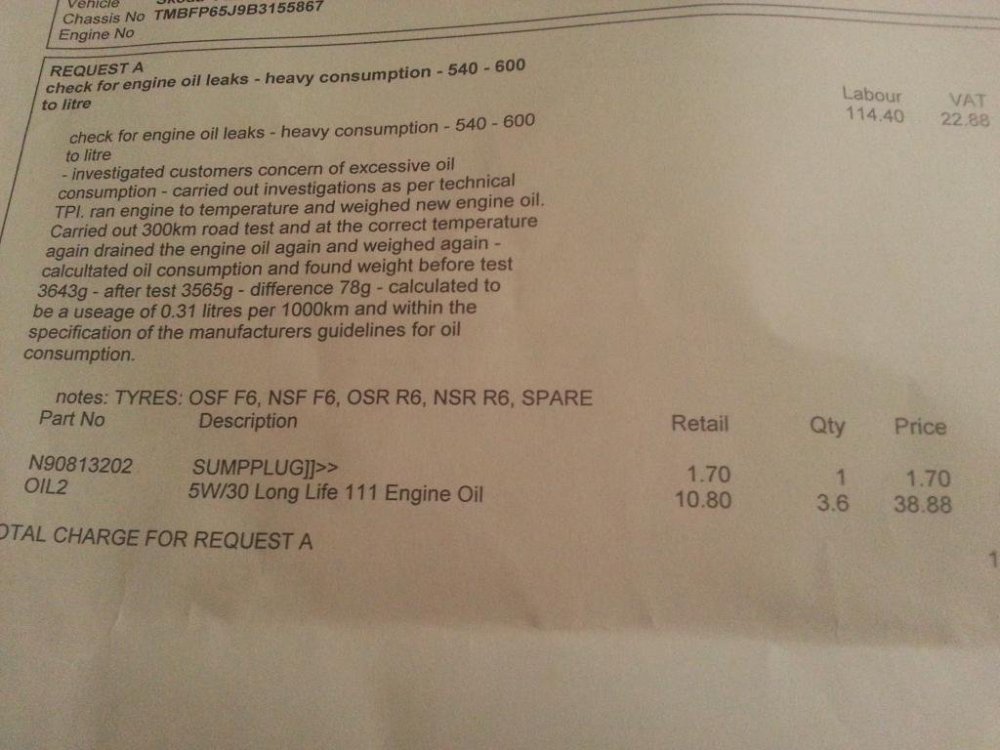 Vehicle
Chassis No TMBFP65J9B3155867
Engine No
REQUEST A
check for engine oil leaks - heavy consumption - 540 - 600
to litre
Labour VAT
114.40 22.88
check for engine oil leaks - heavy consumption - 540 - 600
to litre
- investigated customers concern of excessive oil
consumption - carried out investigations as per technical
TPI. ran engine to temperature and weighed new engine oil.
Carried out 300km road test and at the correct temperature
again drained the engine oil again and weighed again -
calcultated oil consumption and found weight before test
3643g - after test 3565g - difference 78g - calculated to
be a useage of 0.31 litres per 1000km and within the
specification of the manufacturers guidelines for oil
consumption.
notes: TYRES: OSF F6, NSF F6, OSR R6, NSR R6, SPARE
Part No Description Retail Qty Price
N90813202 SUMPPLUG]]>> 1.70 1 1.70
OIL2 5W/30 Long Life 111 Engine Oil 10.80 3.6 38.88
OTAL CHARGE FOR REQUEST A
1